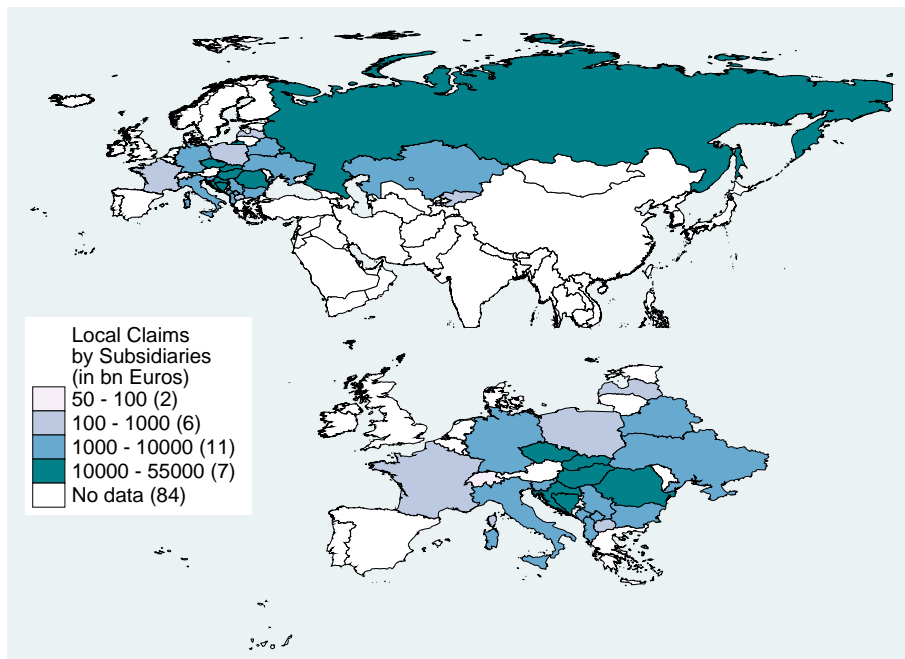 Local Claims
by Subsidiaries
(in bn Euros)
50 - 100 (2)
100 - 1000 (6)
1000 - 10000 (11)
10000 - 55000 (7)
No data (84)